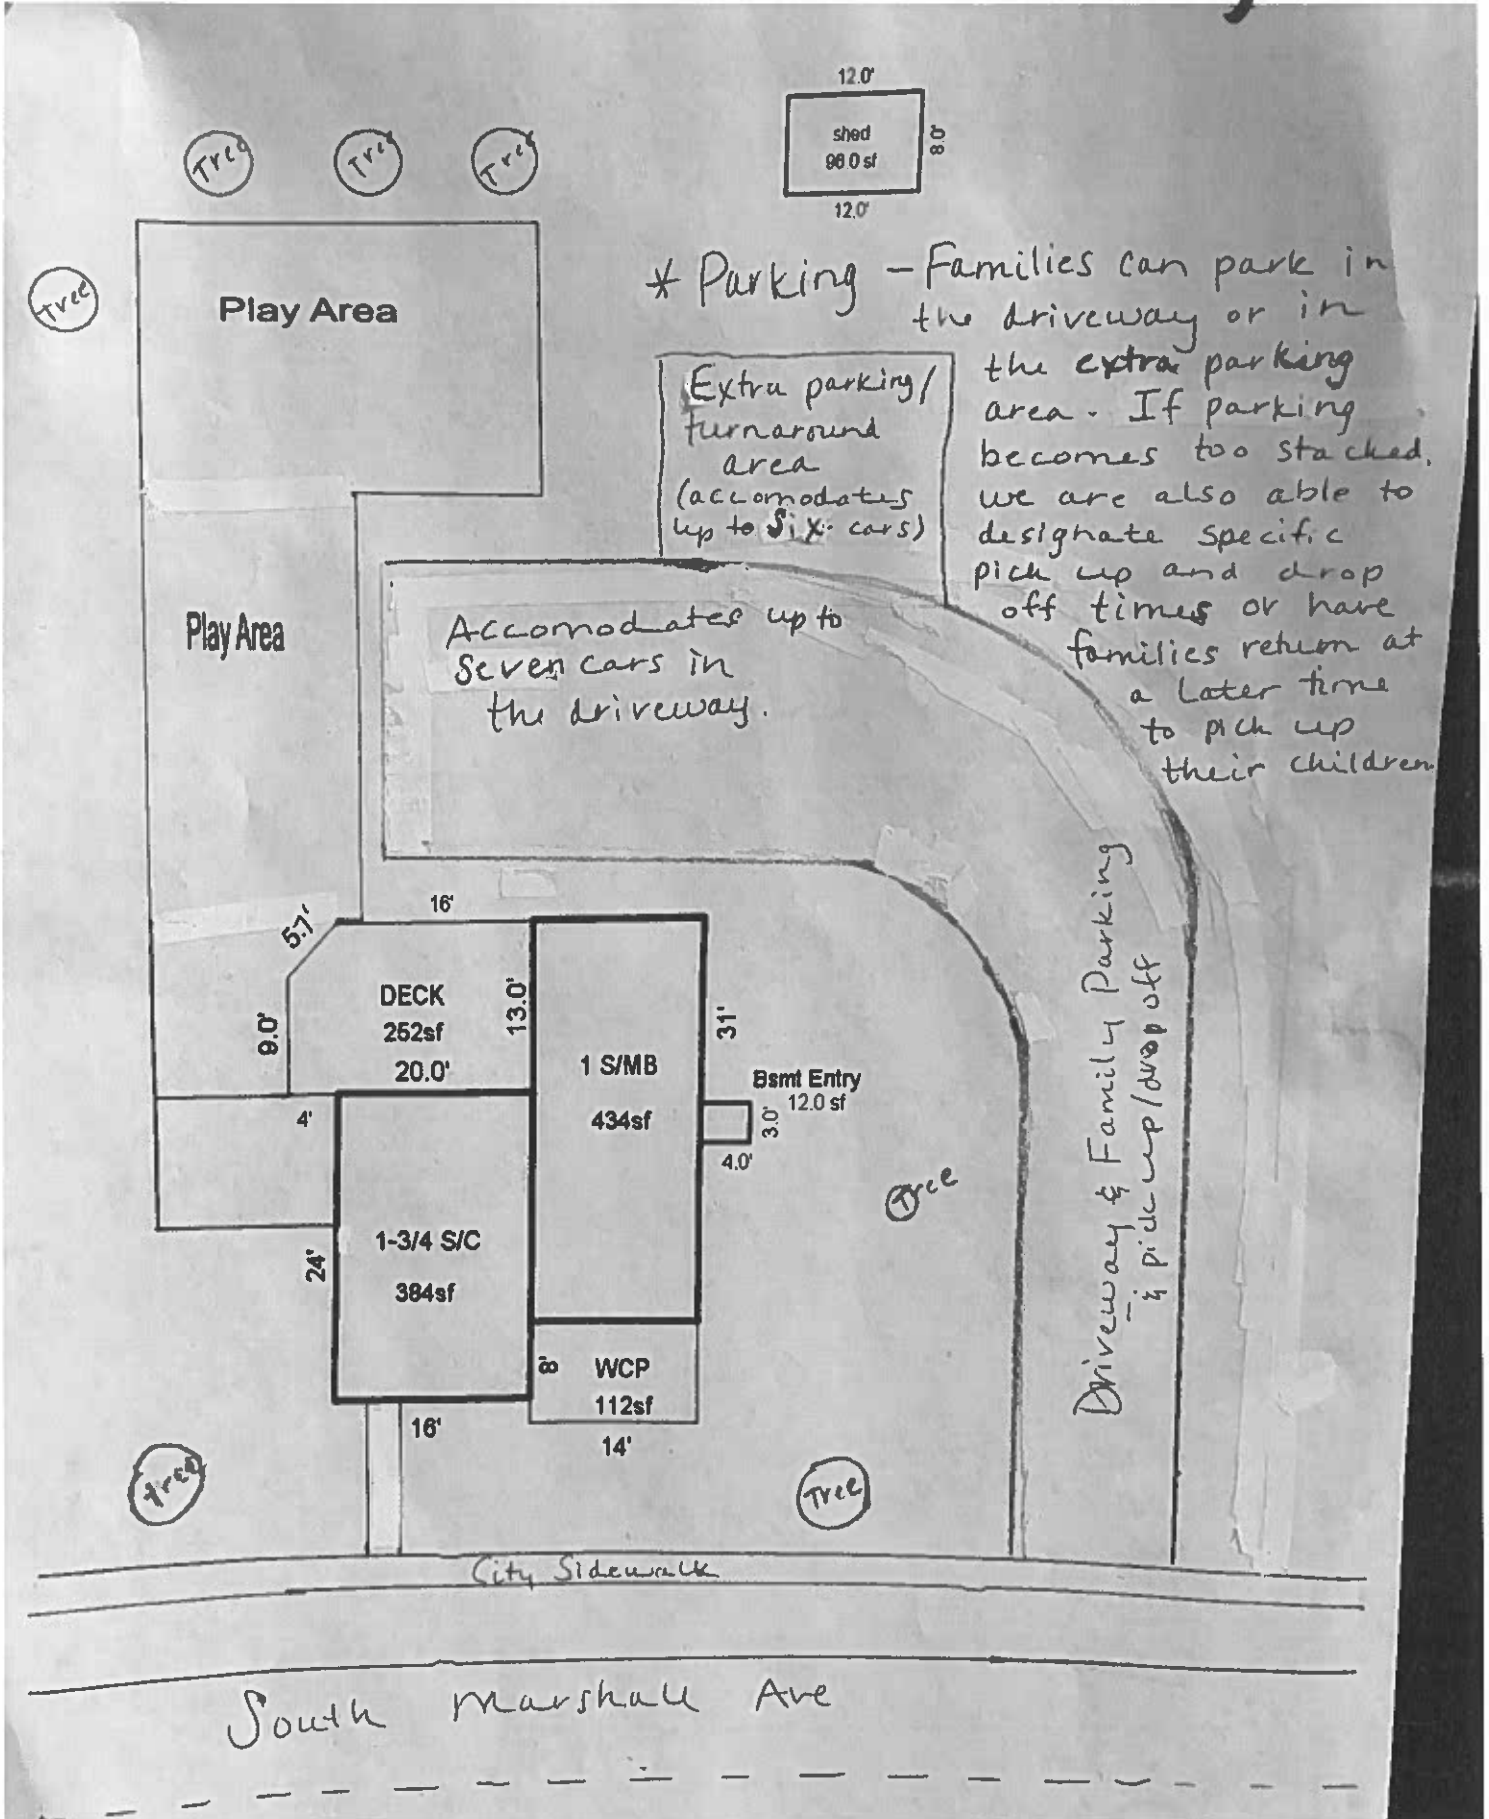 12.0'
shed
96.0 sf
8.0'
12.0'
Tree
Tree
Tree
Tree
Play Area
* Parking - Families can park in
the driveway or in
the extra parking
area. If parking
becomes too stacked,
we are also able to
designate specific
pick up and drop
off times or have
families return at
a later time
to pick up
their children.
Extra parking/
turnaround
area
(accomodates
up to six cars)
Play Area
Accomodates up to
seven cars in
the driveway.
16'
5.7'
DECK
252sf
20.0'
9.0'
13.0'
4'
1 S/MB
434sf
31'
Bsmt Entry
12.0 sf
3.0'
4.0'
Tree
Driveway & Family Parking
& pick up/drop off
1-3/4 S/C
384sf
24'
16'
8'
WCP
112sf
14'
Tree
Tree
City Sidewalk
South Marshall Ave